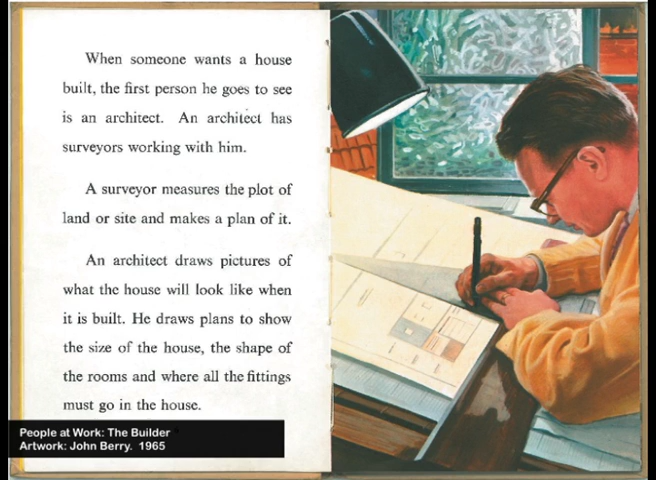 When someone wants a house
built, the first person he goes to see
is an architect. An architect has
surveyors working with him.
A surveyor measures the plot of
land or site and makes a plan of it.
An architect draws pictures of
what the house will look like when
it is built. He draws plans to show
the size of the house, the shape of
the rooms and where all the fittings
must go in the house.
People at Work: The Builder
Artwork: John Berry. 1965